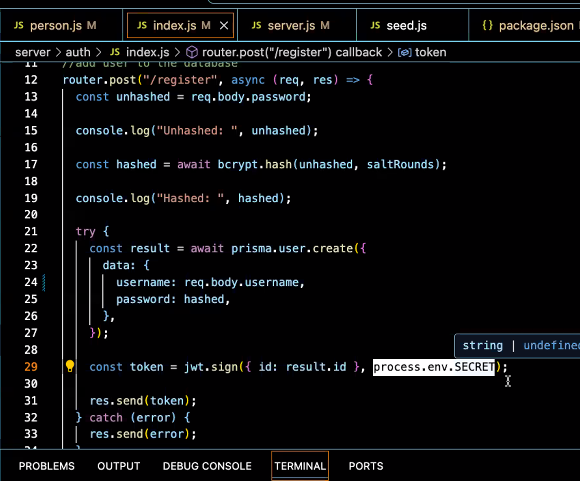 JS person.js M JS index.js M × JS server.js M JS seed.js {} package.json
server > auth > JS index.js > router.post("/register") callback > token
11 //add user to the database
12 router.post("/register", async (req, res) => {
13 const unhashed = req.body.password;
14
15 console.log("Unhashed: ", unhashed);
16
17 const hashed = await bcrypt.hash(unhashed, saltRounds);
18
19 console.log("Hashed: ", hashed);
20
21 try {
22 const result = await prisma.user.create({
23 data: {
24 username: req.body.username,
25 password: hashed,
26 },
27 });
28
string | undefined
29 const token = jwt.sign({ id: result.id }, process.env.SECRET);
30
31 res.send(token);
32 } catch (error) {
33 res.send(error);
34 }
PROBLEMS OUTPUT DEBUG CONSOLE TERMINAL PORTS